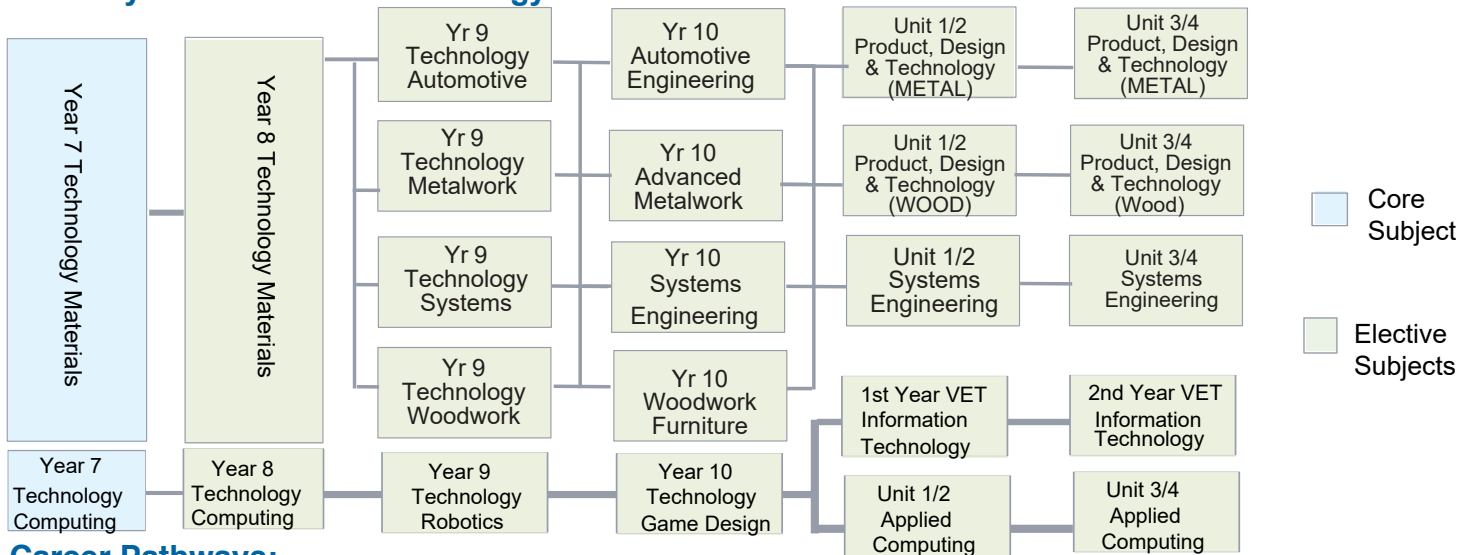 Year 7 Technology Materials
Year 8 Technology Materials
Yr 9
Technology
Automotive
Yr 10
Automotive
Engineering
Unit 1/2
Product, Design
& Technology
(METAL)
Unit 3/4
Product, Design
& Technology
(METAL)
Yr 9
Technology
Metalwork
Yr 10
Advanced
Metalwork
Unit 1/2
Product, Design
& Technology
(WOOD)
Unit 3/4
Product, Design
& Technology
(Wood)
Yr 9
Technology
Systems
Yr 10
Systems
Engineering
Unit 1/2
Systems
Engineering
Unit 3/4
Systems
Engineering
Yr 9
Technology
Woodwork
Yr 10
Woodwork
Furniture
1st Year VET
Information
Technology
2nd Year VET
Information
Technology
Year 7
Technology
Computing
Year 8
Technology
Computing
Year 9
Technology
Robotics
Year 10
Technology
Game Design
Unit 1/2
Applied
Computing
Unit 3/4
Applied
Computing
Core
Subject
Elective
Subjects
Career Pathways: